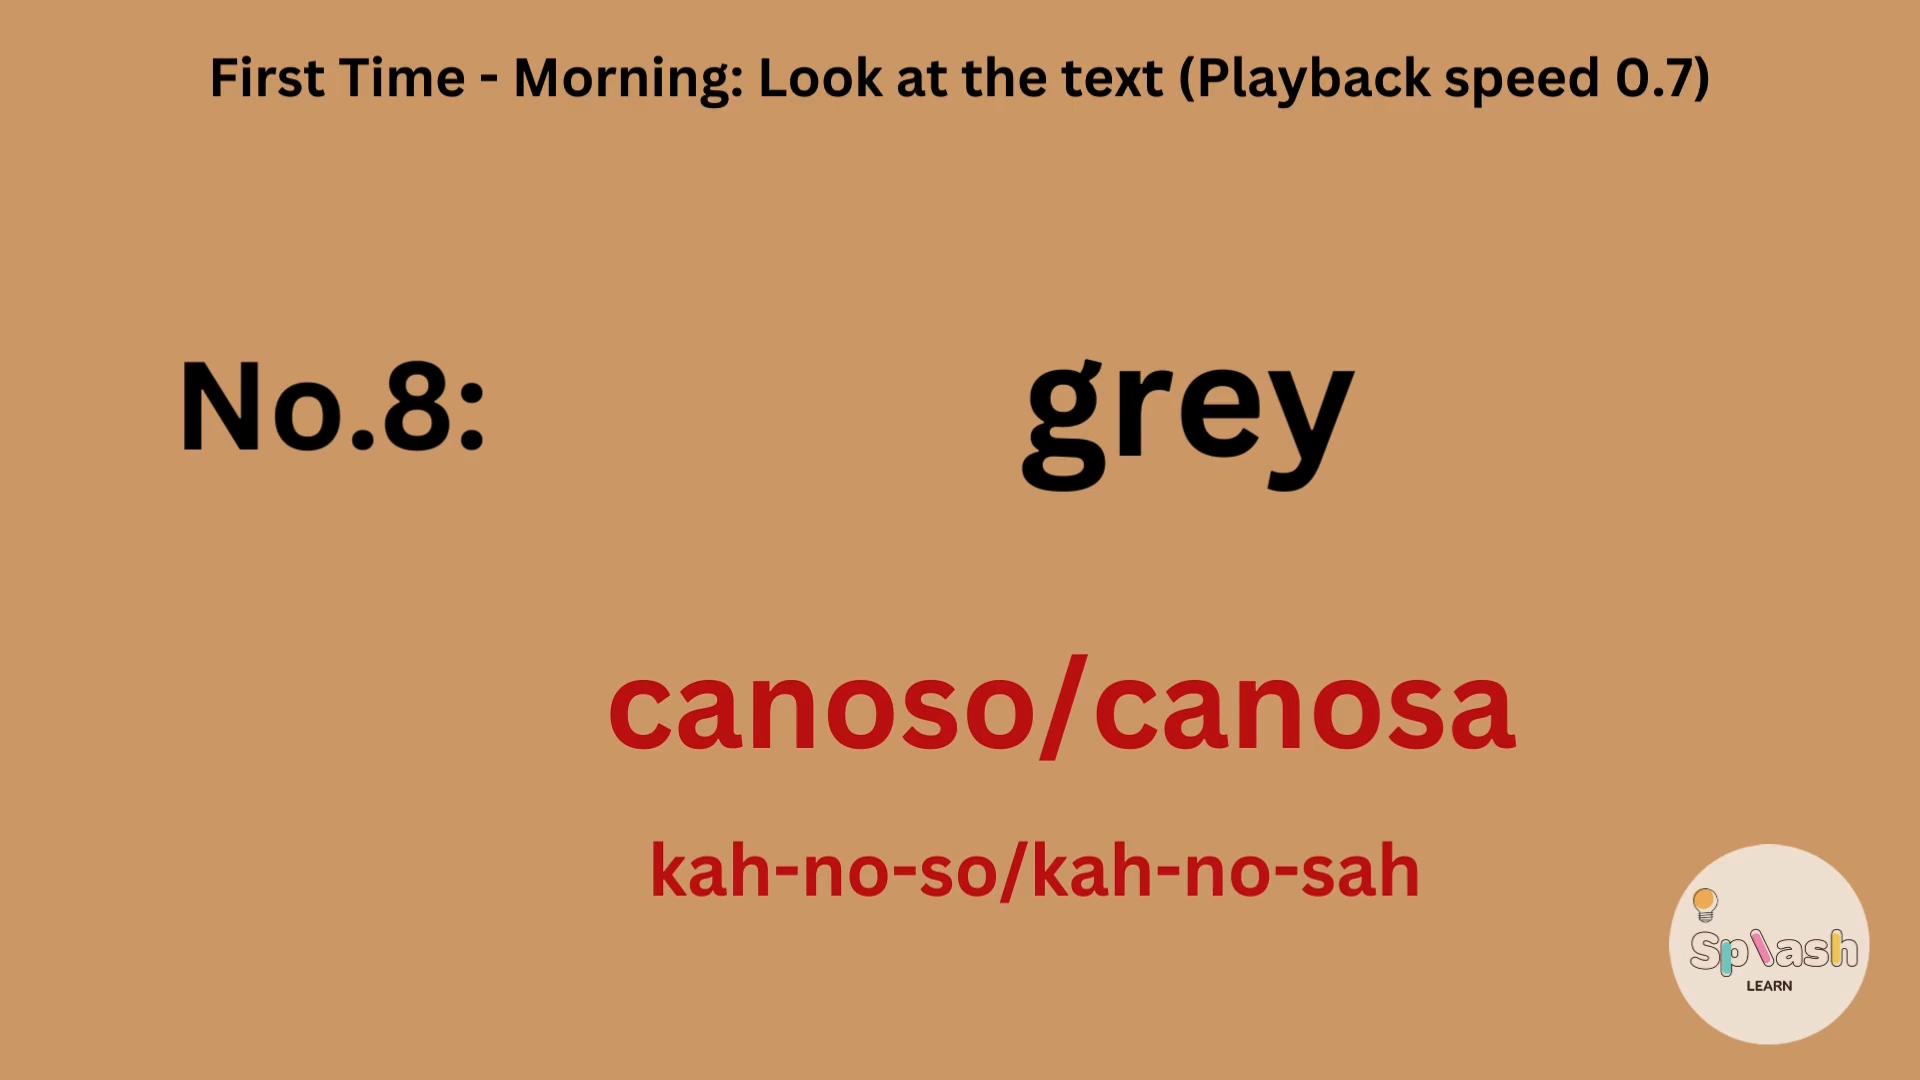 First Time - Morning: Look at the text (Playback speed 0.7)
No.8: grey
canoso/canosa
kah-no-so/kah-no-sah
Splash
LEARN